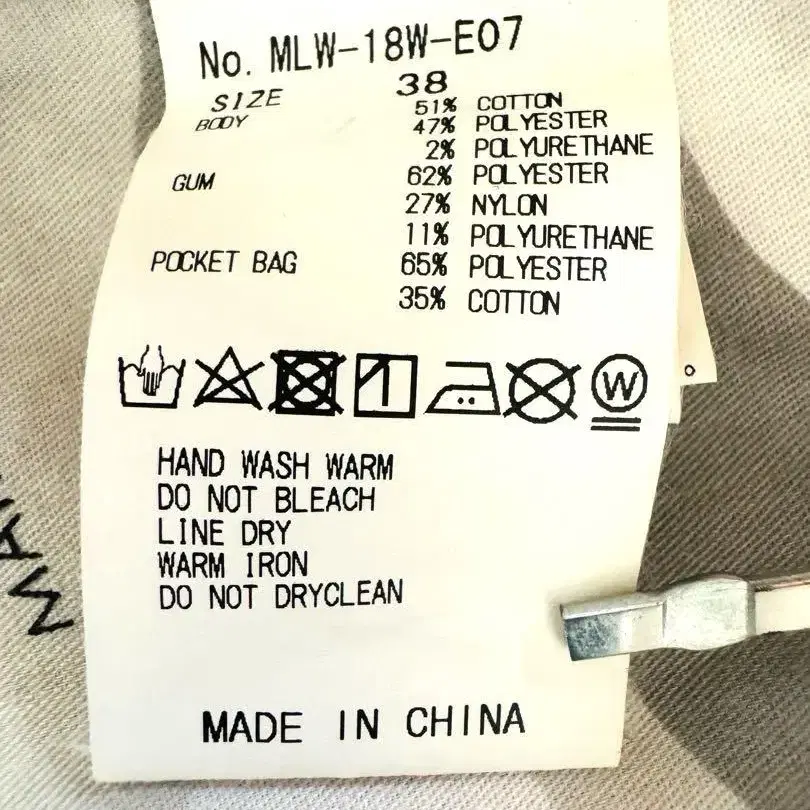 No. MLW-18W-E07
SIZE 38
BODY 51% COTTON
47% POLYESTER
2% POLYURETHANE
GUM 62% POLYESTER
27% NYLON
11% POLYURETHANE
POCKET BAG 65% POLYESTER
35% COTTON
W
HAND WASH WARM
DO NOT BLEACH
LINE DRY
WARM IRON
DO NOT DRYCLEAN
MADE IN CHINA
MA